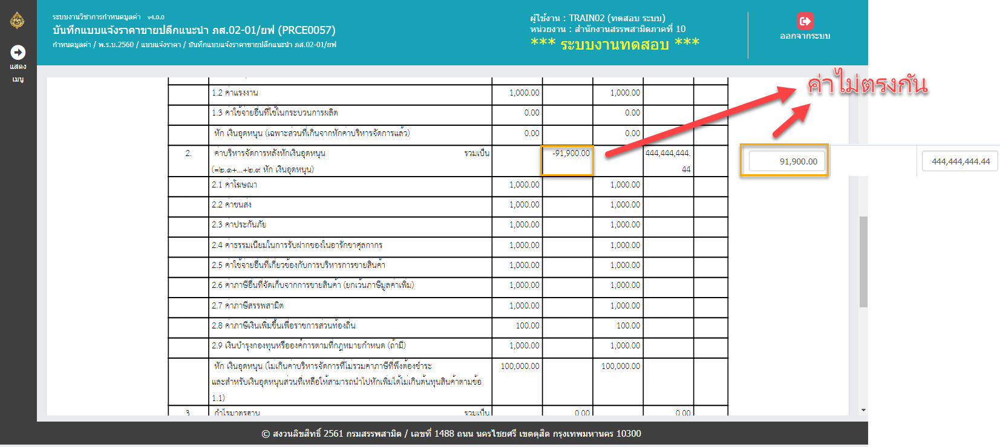 ระบบงานวิชาการกำหนดมูลค่า v4.0.0
บันทึกแบบแจ้งราคาขายปลีกแนะนำ ภส.02-01/ยฟ (PRCE0057)
กำหนดมูลค่า / พ.ร.บ.2560 / แบบแจ้งราคา / บันทึกแบบแจ้งราคาขายปลีกแนะนำ ภส.02-01/ยฟ
ผู้ใช้งาน : TRAIN02 (ทดสอบ ระบบ)
หน่วยงาน : สำนักงานสรรพสามิตภาคที่ 10
*** ระบบงานทดสอบ ***
ออกจากระบบ
แสดง
เมนู
ค่าไม่ตรงกัน
1.2 ค่าแรงงาน 1,000.00 1,000.00
1.3 ค่าใช้จ่ายอื่นที่ใช้ในกระบวนการผลิต 0.00 0.00
หัก เงินอุดหนุน (เฉพาะส่วนที่เกินจากหักค่าบริหารจัดการแล้ว) 0.00 0.00
2. ค่าบริหารจัดการหลังหักเงินอุดหนุน รวมเป็น -91,900.00 444,444,444.
(=๒.๑+...+๒.๙ หัก เงินอุดหนุน) 44
91,900.00 444,444,444.44
2.1 ค่าโฆษณา 1,000.00 1,000.00
2.2 ค่าขนส่ง 1,000.00 1,000.00
2.3 ค่าประกันภัย 1,000.00 1,000.00
2.4 ค่าธรรมเนียมในการรับฝากของในอารักขาศุลกากร 1,000.00 1,000.00
2.5 ค่าใช้จ่ายอื่นที่เกี่ยวข้องกับการบริหารการขายสินค้า 1,000.00 1,000.00
2.6 ค่าภาษีอื่นที่จัดเก็บจากการขายสินค้า (ยกเว้นภาษีมูลค่าเพิ่ม) 1,000.00 1,000.00
2.7 ค่าภาษีสรรพสามิต 1,000.00 1,000.00
2.8 ค่าภาษีเงินเพิ่มขึ้นเพื่อราชการส่วนท้องถิ่น 100.00 100.00
2.9 เงินบำรุงกองทุนหรือองค์การตามที่กฎหมายกำหนด (ถ้ามี) 1,000.00 1,000.00
หัก เงินอุดหนุน (ไม่เกินค่าบริหารจัดการที่ไม่รวมค่าภาษีที่พึงต้องชำระ 100,000.00 100,000.00
และสำหรับเงินอุดหนุนส่วนที่เหลือให้สามารถนำไปหักเพิ่มได้ไม่เกินต้นทุนสินค้าตามข้อ
1.1)
3 กำไรมาตรฐาน รวมเป็น 0.00 0.00
© สงวนลิขสิทธิ์ 2561 กรมสรรพสามิต / เลขที่ 1488 ถนน นครไชยศรี เขตดุสิต กรุงเทพมหานคร 10300